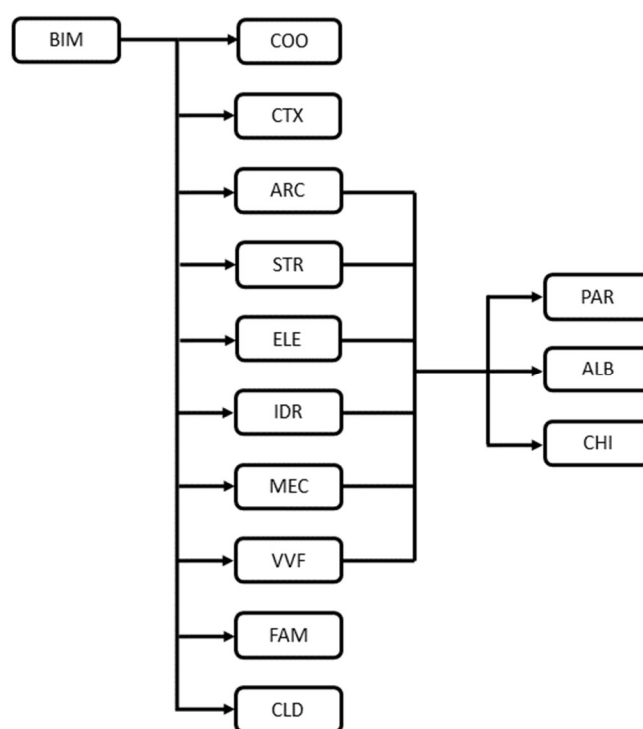 BIM
COO
CTX
ARC
STR
ELE
IDR
MEC
VVF
FAM
CLD
PAR
ALB
CHI